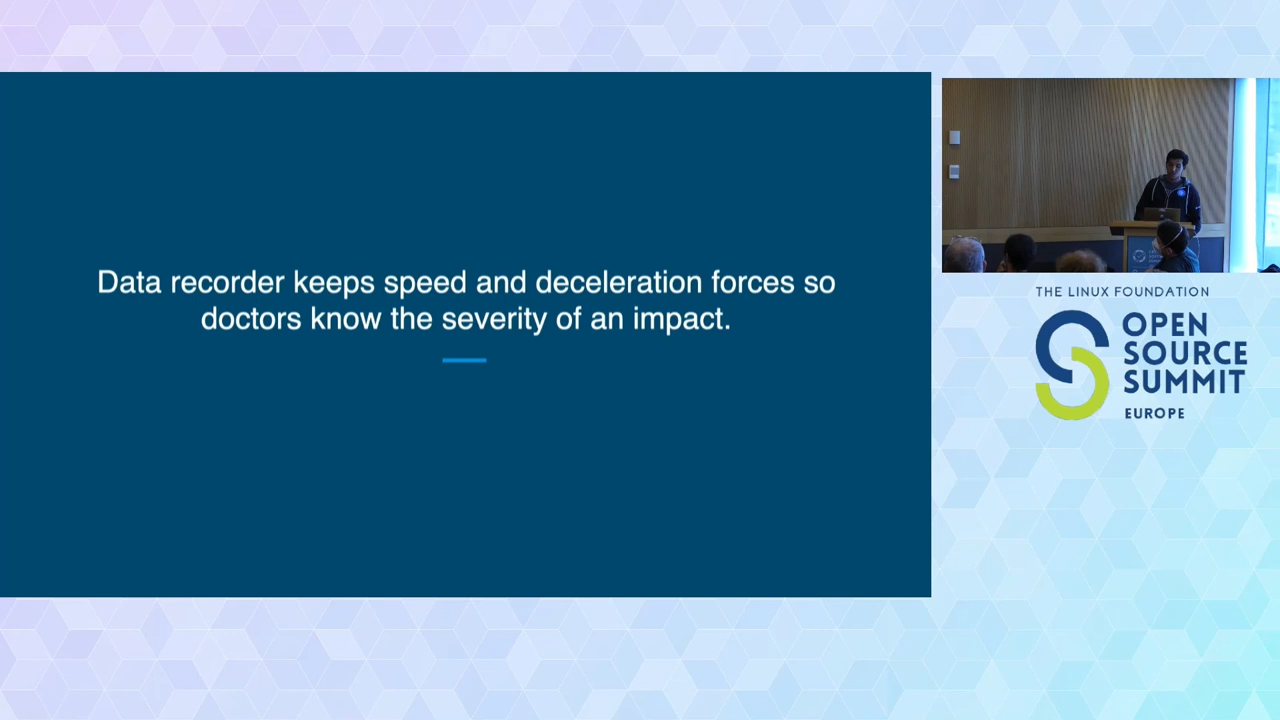 Data recorder keeps speed and deceleration forces so
doctors know the severity of an impact.
THE LINUX FOUNDATION
OPEN
SOURCE
SUMMIT
EUROPE